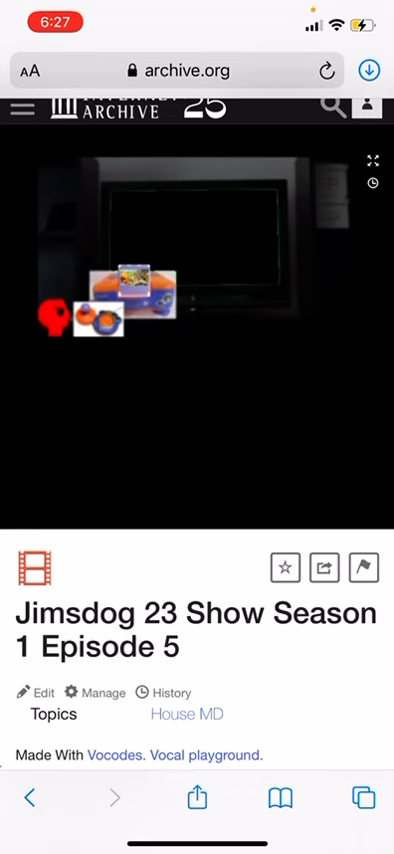 6:27
AA
archive.org
INTERNET
ARCHIVE
25
Jimsdog 23 Show Season
1 Episode 5
Edit Manage History
Topics House MD
Made With Vocodes. Vocal playground.